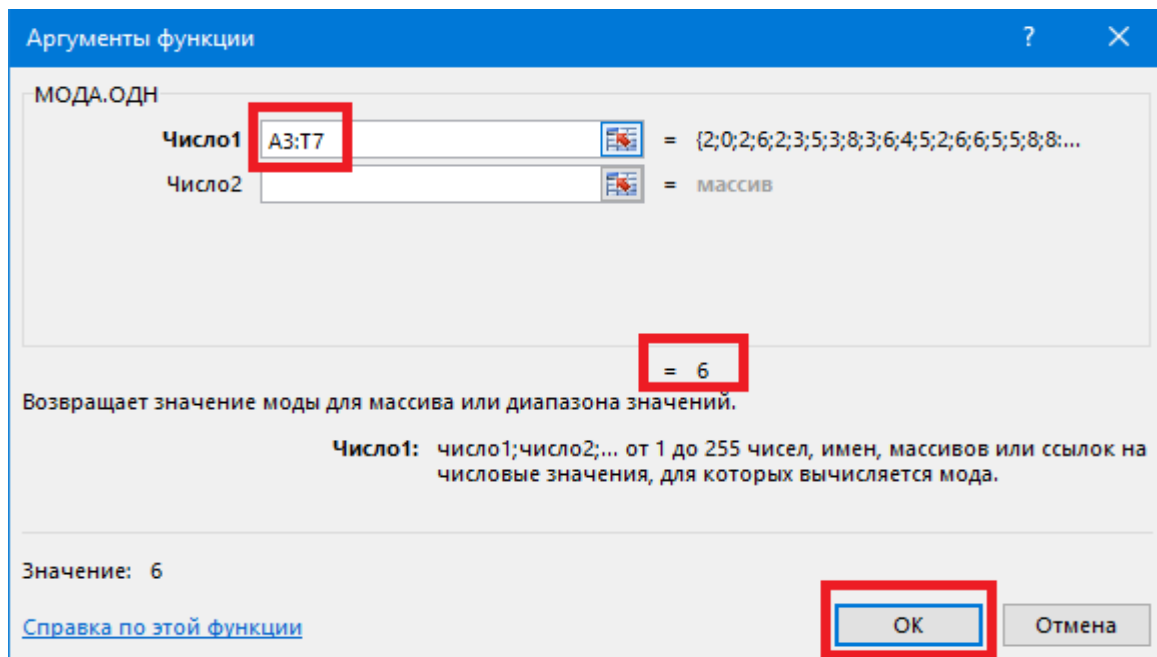 Аргументы функции ? ×
МОДА.ОДН
Число1 A3:T7 = {2;0;2;6;2;3;5;3;8;3;6;4;5;2;6;6;5;5;8;8:...
Число2 = массив
= 6
Возвращает значение моды для массива или диапазона значений.
Число1: число1;число2;... от 1 до 255 чисел, имен, массивов или ссылок на
числовые значения, для которых вычисляется мода.
Значение: 6
Справка по этой функции
ОК Отмена